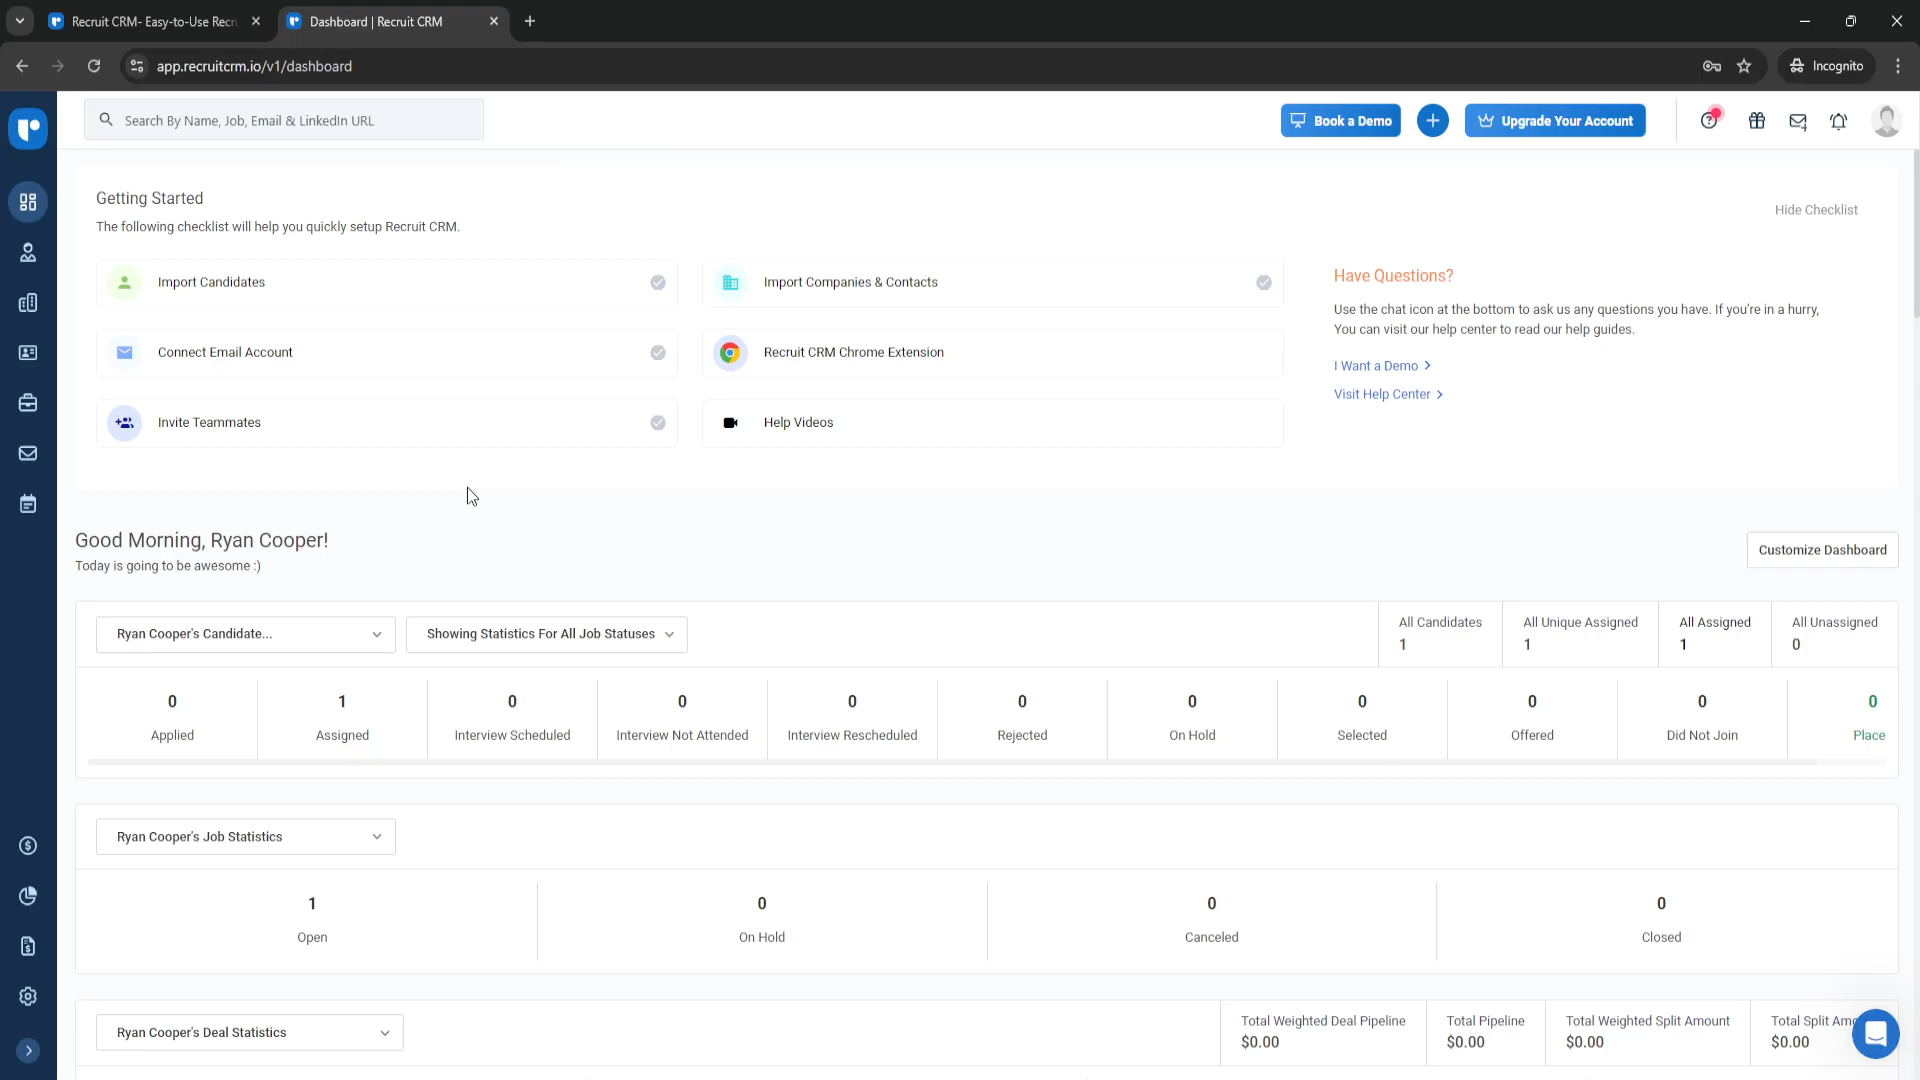 Recruit CRM- Easy-to-Use Recr
Dashboard | Recruit CRM
app.recruitcrm.io/v1/dashboard
Incognito
Search By Name, Job, Email & LinkedIn URL
Book a Demo
Upgrade Your Account
Getting Started
The following checklist will help you quickly setup Recruit CRM.
Hide Checklist
Import Candidates
Import Companies & Contacts
Connect Email Account
Recruit CRM Chrome Extension
Invite Teammates
Help Videos
Have Questions?
Use the chat icon at the bottom to ask us any questions you have. If you're in a hurry,
You can visit our help center to read our help guides.
I Want a Demo
Visit Help Center
Good Morning, Ryan Cooper!
Today is going to be awesome :)
Customize Dashboard
Ryan Cooper's Candidate...
Showing Statistics For All Job Statuses
All Candidates
1
All Unique Assigned
1
All Assigned
1
All Unassigned
0
0
Applied
1
Assigned
0
Interview Scheduled
0
Interview Not Attended
0
Interview Rescheduled
0
Rejected
0
On Hold
0
Selected
0
Offered
0
Did Not Join
0
Place
Ryan Cooper's Job Statistics
1
Open
0
On Hold
0
Canceled
0
Closed
Ryan Cooper's Deal Statistics
Total Weighted Deal Pipeline
$0.00
Total Pipeline
$0.00
Total Weighted Split Amount
$0.00
Total Split Am
$0.00